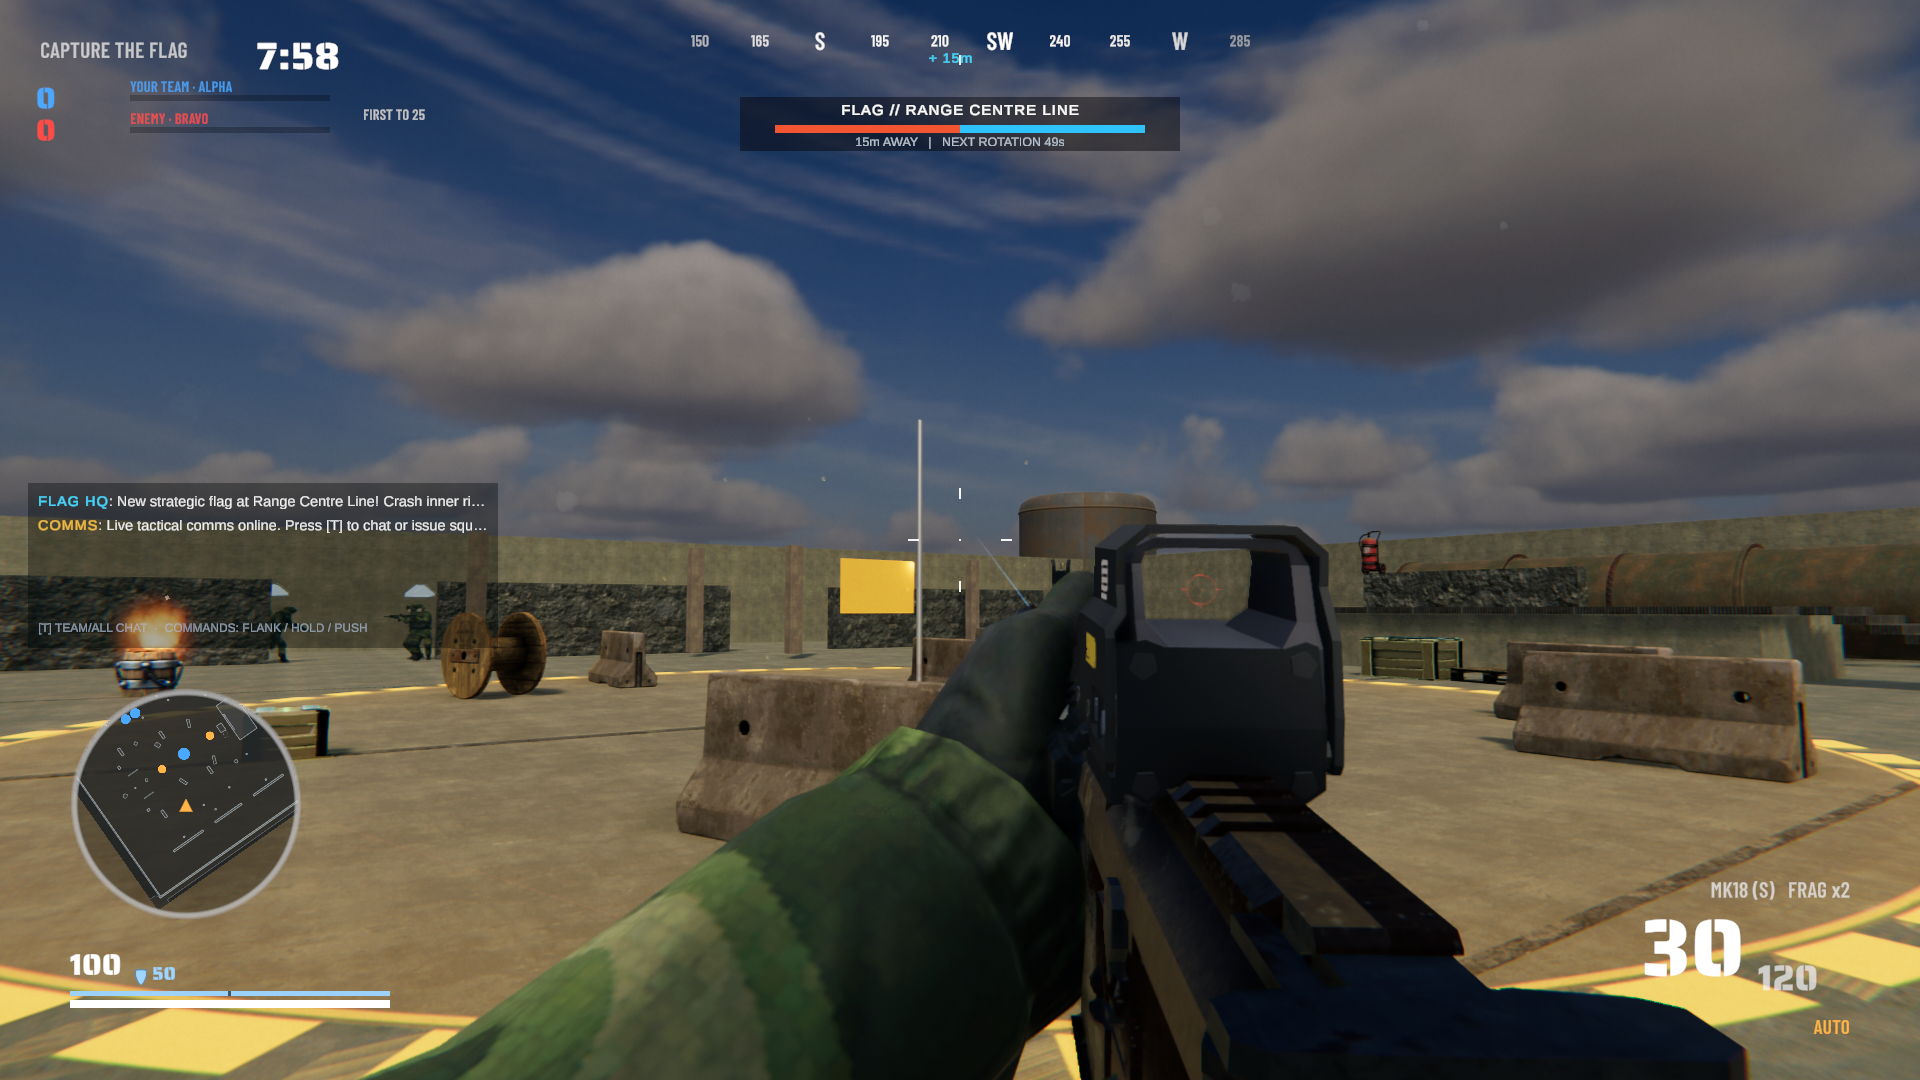 CAPTURE THE FLAG 7:58
0 YOUR TEAM · ALPHA
0 ENEMY · BRAVO
FIRST TO 25
150 165 S 195 210 SW 240 255 W 285
+ 15m
FLAG // RANGE CENTRE LINE
15m AWAY | NEXT ROTATION 49s
FLAG HQ: New strategic flag at Range Centre Line! Crash inner ri...
COMMS: Live tactical comms online. Press [T] to chat or issue squ...
[T] TEAM/ALL CHAT · COMMANDS: FLANK / HOLD / PUSH
100 50
MK18 (S) FRAG x2
30 120
AUTO